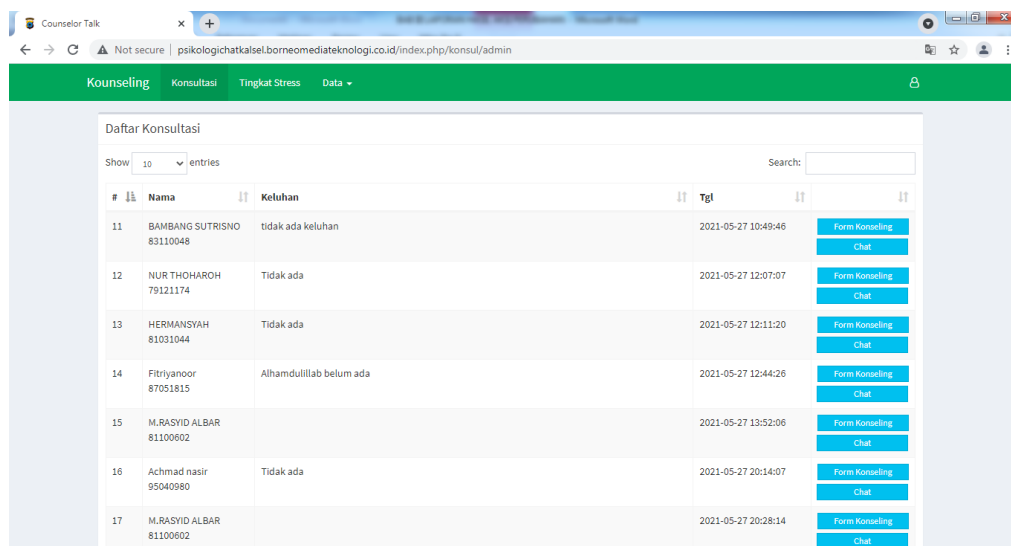 Counselor Talk
Not secure | psikologichatkalsel.borneomediateknologi.co.id/index.php/konsul/admin
Kounseling Konsultasi Tingkat Stress Data
Daftar Konsultasi
Show 10 entries Search:
# Nama Keluhan Tgl
11 BAMBANG SUTRISNO tidak ada keluhan 2021-05-27 10:49:46 Form Konseling
83110048 Chat
12 NUR THOHAROH Tidak ada 2021-05-27 12:07:07 Form Konseling
79121174 Chat
13 HERMANSYAH Tidak ada 2021-05-27 12:11:20 Form Konseling
81031044 Chat
14 Fitriyanoor Alhamdulillab belum ada 2021-05-27 12:44:26 Form Konseling
87051815 Chat
15 M.RASYID ALBAR 2021-05-27 13:52:06 Form Konseling
81100602 Chat
16 Achmad nasir Tidak ada 2021-05-27 20:14:07 Form Konseling
95040980 Chat
17 M.RASYID ALBAR 2021-05-27 20:28:14 Form Konseling
81100602 Chat